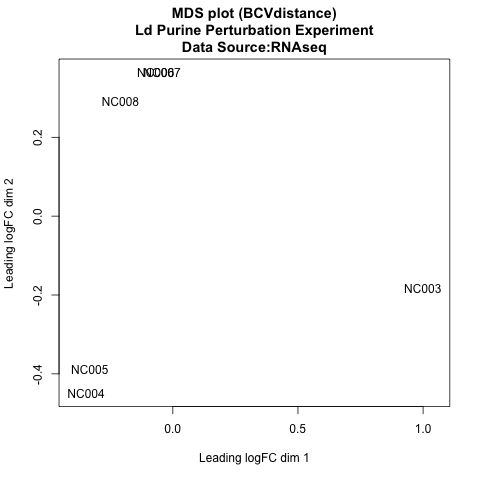 MDS plot (BCVdistance)
Ld Purine Perturbation Experiment
Data Source:RNAseq
NC007
NC008
NC003
NC005
NC004
0.2
0.0
-0.2
-0.4
Leading logFC dim 2
0.0
0.5
1.0
Leading logFC dim 1